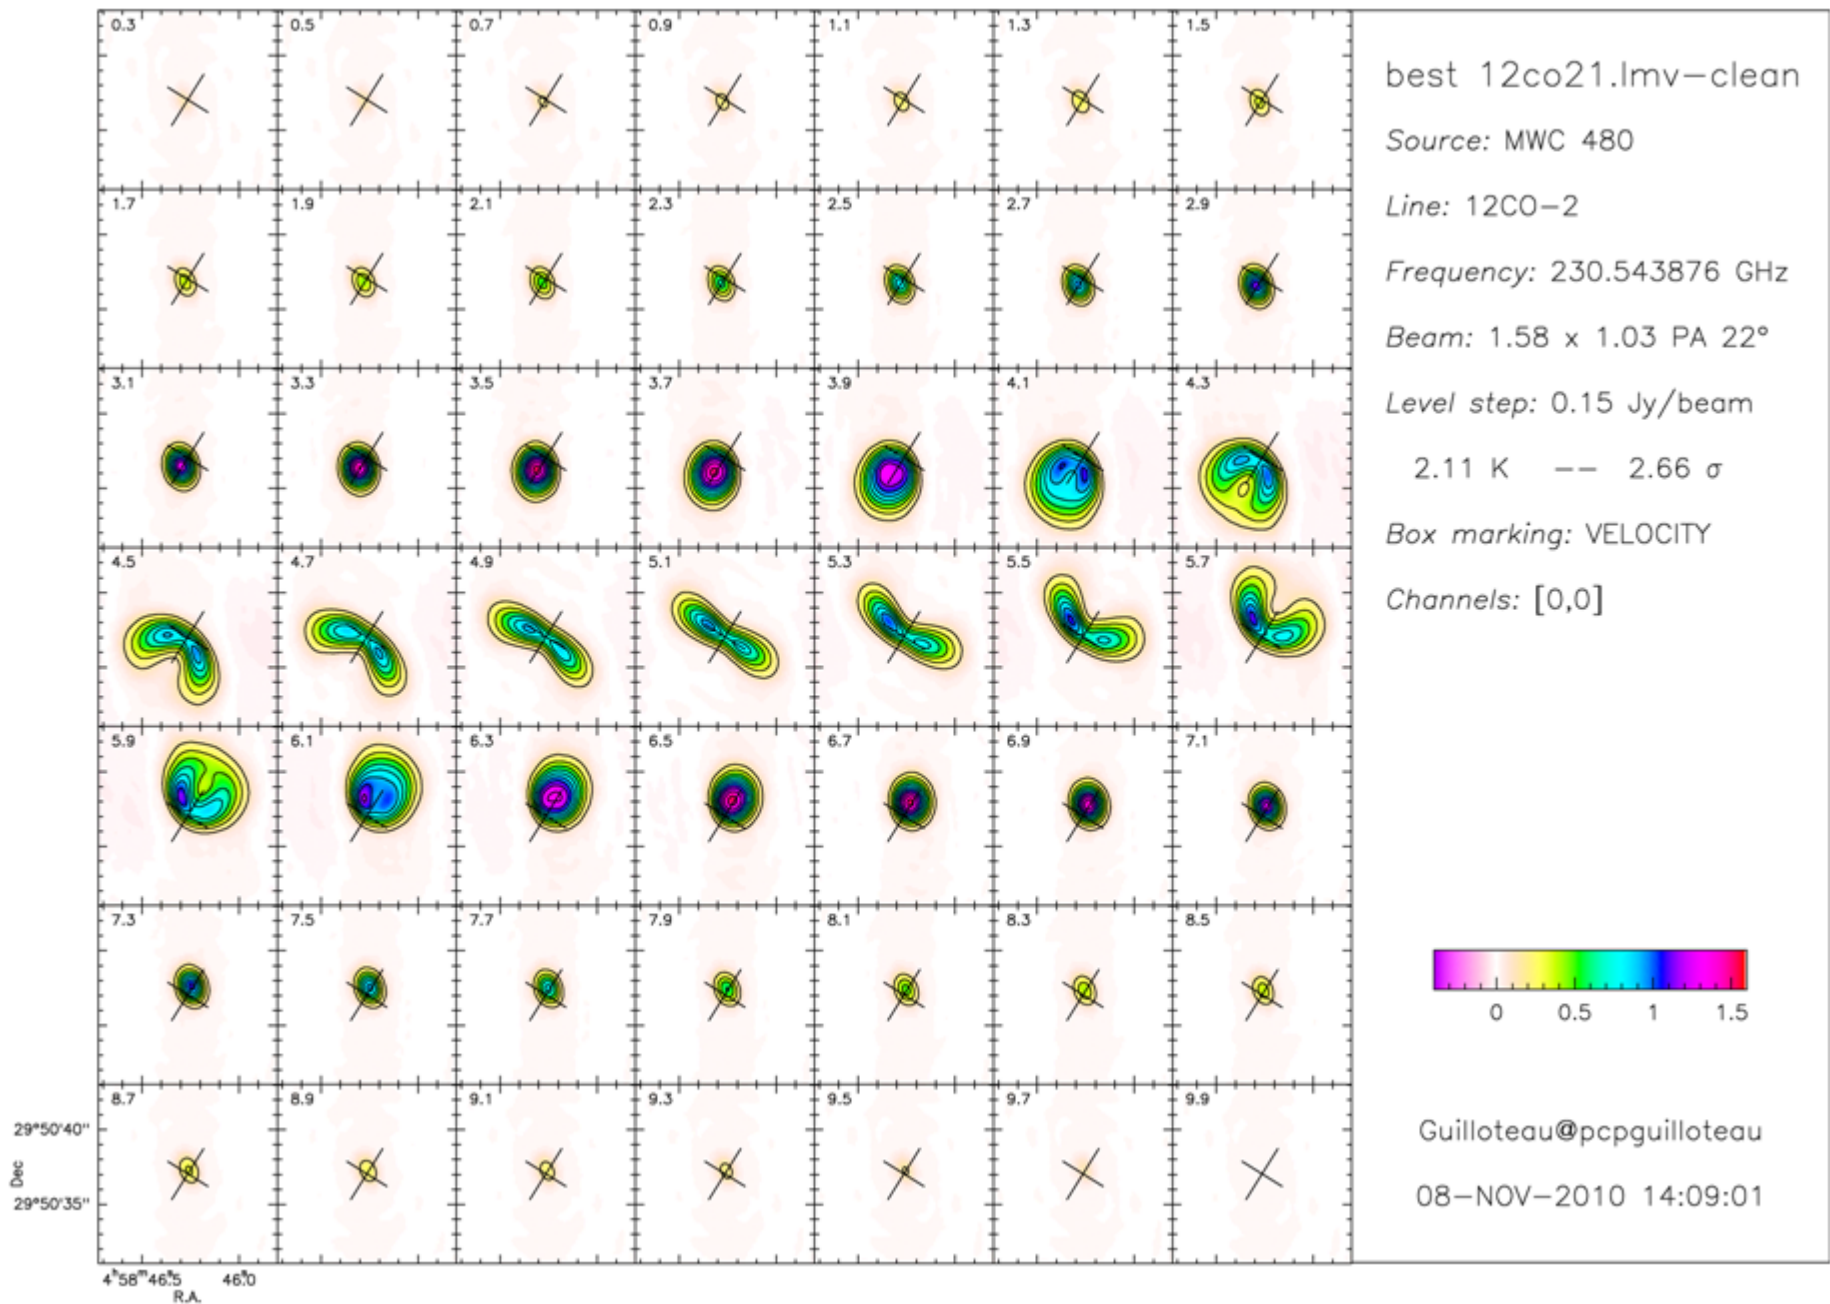 0.3 0.5 0.7 0.9 1.1 1.3 1.5
best 12co21.lmv-clean
Source: MWC 480
1.7 1.9 2.1 2.3 2.5 2.7 2.9
Line: 12CO-2
Frequency: 230.543876 GHz
Beam: 1.58 x 1.03 PA 22°
3.1 3.3 3.5 3.7 3.9 4.1 4.3
Level step: 0.15 Jy/beam
2.11 K -- 2.66 σ
Box marking: VELOCITY
4.5 4.7 4.9 5.1 5.3 5.5 5.7
Channels: [0,0]
5.9 6.1 6.3 6.5 6.7 6.9 7.1
7.3 7.5 7.7 7.9 8.1 8.3 8.5
0 0.5 1 1.5
8.7 8.9 9.1 9.3 9.5 9.7 9.9
29°50'40"
Guilloteau@pcpguilloteau
Dec
29°50'35"
08-NOV-2010 14:09:01
4ʰ58ᵐ46ˢ.5 46ˢ.0
R.A.